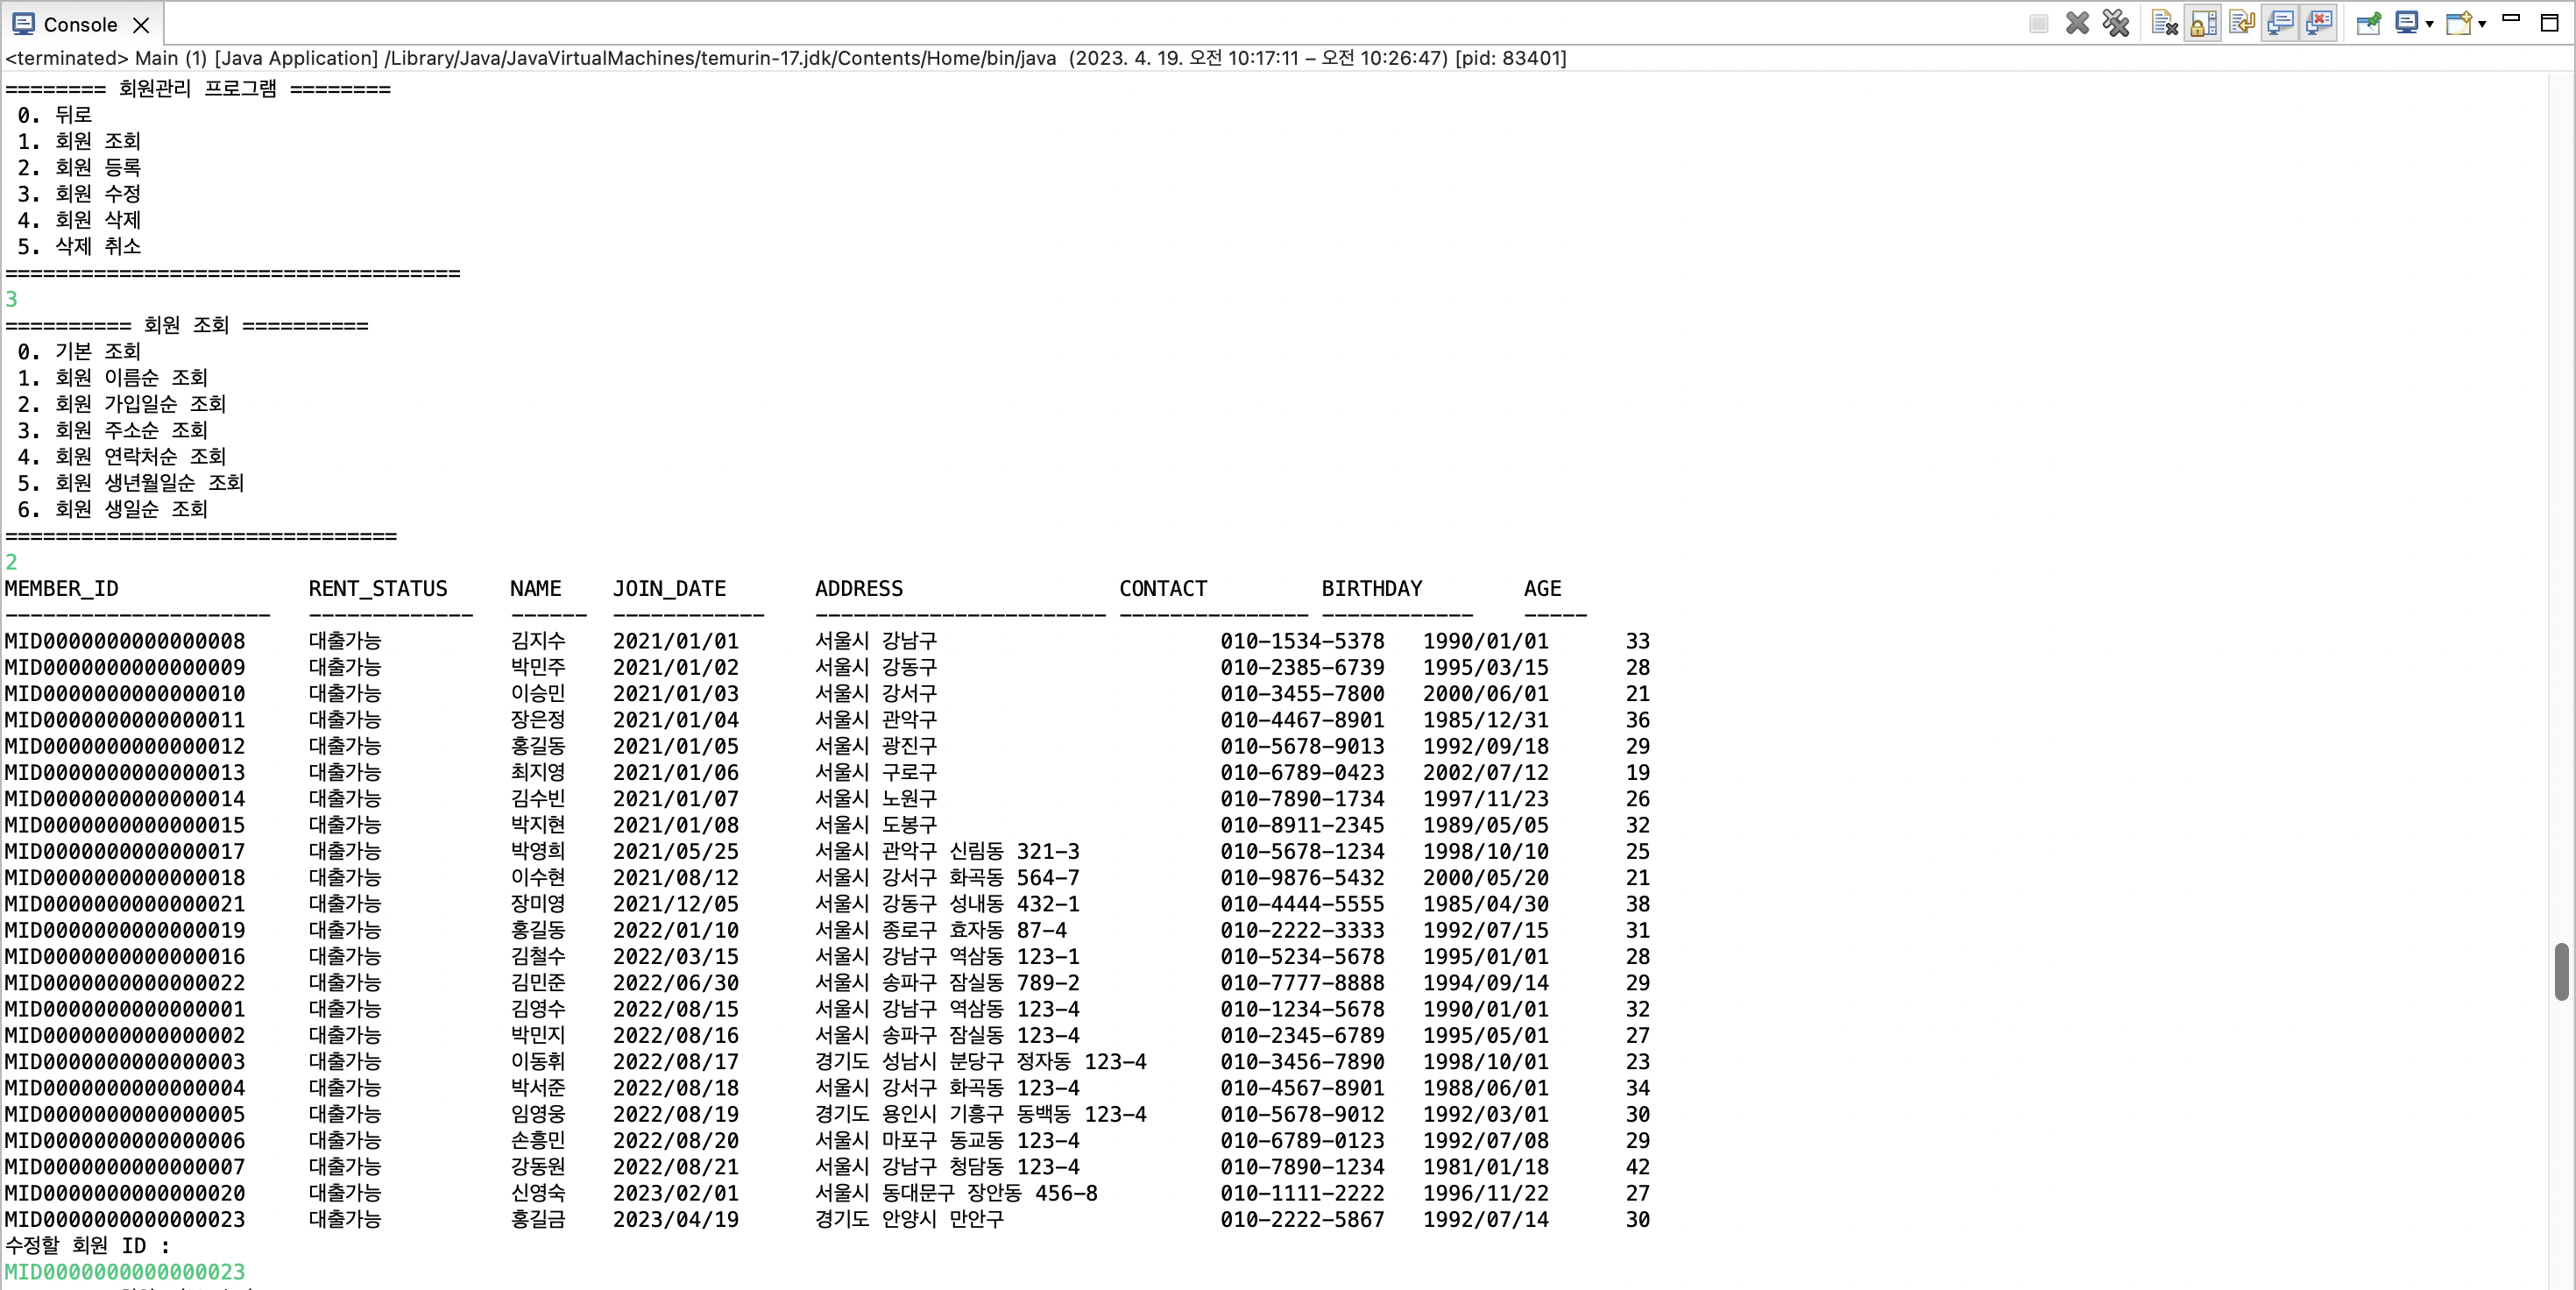 Console
<terminated> Main (1) [Java Application] /Library/Java/JavaVirtualMachines/temurin-17.jdk/Contents/Home/bin/java (2023. 4. 19. 오전 10:17:11 – 오전 10:26:47) [pid: 83401]
======== 회원관리 프로그램 ========
0. 뒤로
1. 회원 조회
2. 회원 등록
3. 회원 수정
4. 회원 삭제
5. 삭제 취소
====================================
3
========== 회원 조회 ==========
0. 기본 조회
1. 회원 이름순 조회
2. 회원 가입일순 조회
3. 회원 주소순 조회
4. 회원 연락처순 조회
5. 회원 생년월일순 조회
6. 회원 생일순 조회
===============================
2
MEMBER_ID RENT_STATUS NAME JOIN_DATE ADDRESS CONTACT BIRTHDAY AGE
--------------------- ------------- ------ ------------ ----------------------- --------------- ------------ -----
MID0000000000000008 대출가능 김지수 2021/01/01 서울시 강남구 010-1534-5378 1990/01/01 33
MID0000000000000009 대출가능 박민주 2021/01/02 서울시 강동구 010-2385-6739 1995/03/15 28
MID0000000000000010 대출가능 이승민 2021/01/03 서울시 강서구 010-3455-7800 2000/06/01 21
MID0000000000000011 대출가능 장은정 2021/01/04 서울시 관악구 010-4467-8901 1985/12/31 36
MID0000000000000012 대출가능 홍길동 2021/01/05 서울시 광진구 010-5678-9013 1992/09/18 29
MID0000000000000013 대출가능 최지영 2021/01/06 서울시 구로구 010-6789-0423 2002/07/12 19
MID0000000000000014 대출가능 김수빈 2021/01/07 서울시 노원구 010-7890-1734 1997/11/23 26
MID0000000000000015 대출가능 박지현 2021/01/08 서울시 도봉구 010-8911-2345 1989/05/05 32
MID0000000000000017 대출가능 박영희 2021/05/25 서울시 관악구 신림동 321-3 010-5678-1234 1998/10/10 25
MID0000000000000018 대출가능 이수현 2021/08/12 서울시 강서구 화곡동 564-7 010-9876-5432 2000/05/20 21
MID0000000000000021 대출가능 장미영 2021/12/05 서울시 강동구 성내동 432-1 010-4444-5555 1985/04/30 38
MID0000000000000019 대출가능 홍길동 2022/01/10 서울시 종로구 효자동 87-4 010-2222-3333 1992/07/15 31
MID0000000000000016 대출가능 김철수 2022/03/15 서울시 강남구 역삼동 123-1 010-5234-5678 1995/01/01 28
MID0000000000000022 대출가능 김민준 2022/06/30 서울시 송파구 잠실동 789-2 010-7777-8888 1994/09/14 29
MID0000000000000001 대출가능 김영수 2022/08/15 서울시 강남구 역삼동 123-4 010-1234-5678 1990/01/01 32
MID0000000000000002 대출가능 박민지 2022/08/16 서울시 송파구 잠실동 123-4 010-2345-6789 1995/05/01 27
MID0000000000000003 대출가능 이동휘 2022/08/17 경기도 성남시 분당구 정자동 123-4 010-3456-7890 1998/10/01 23
MID0000000000000004 대출가능 박서준 2022/08/18 서울시 강서구 화곡동 123-4 010-4567-8901 1988/06/01 34
MID0000000000000005 대출가능 임영웅 2022/08/19 경기도 용인시 기흥구 동백동 123-4 010-5678-9012 1992/03/01 30
MID0000000000000006 대출가능 손흥민 2022/08/20 서울시 마포구 동교동 123-4 010-6789-0123 1992/07/08 29
MID0000000000000007 대출가능 강동원 2022/08/21 서울시 강남구 청담동 123-4 010-7890-1234 1981/01/18 42
MID0000000000000020 대출가능 신영숙 2023/02/01 서울시 동대문구 장안동 456-8 010-1111-2222 1996/11/22 27
MID0000000000000023 대출가능 홍길금 2023/04/19 경기도 안양시 만안구 010-2222-5867 1992/07/14 30
수정할 회원 ID :
MID0000000000000023